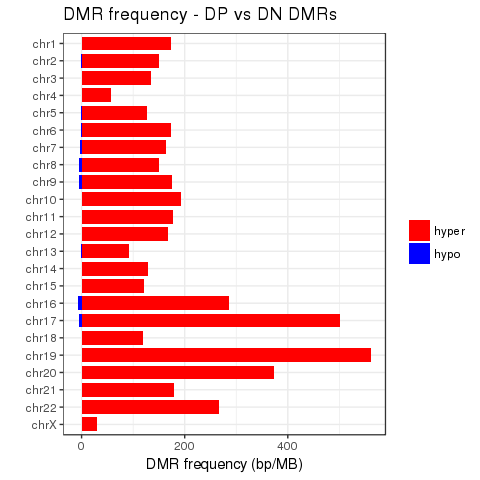 DMR frequency - DP vs DN DMRs
chr1
chr2
chr3
chr4
chr5
chr6
chr7
chr8
chr9
chr10
chr11
chr12
chr13
chr14
chr15
chr16
chr17
chr18
chr19
chr20
chr21
chr22
chrX
hyper
hypo
0 200 400
DMR frequency (bp/MB)